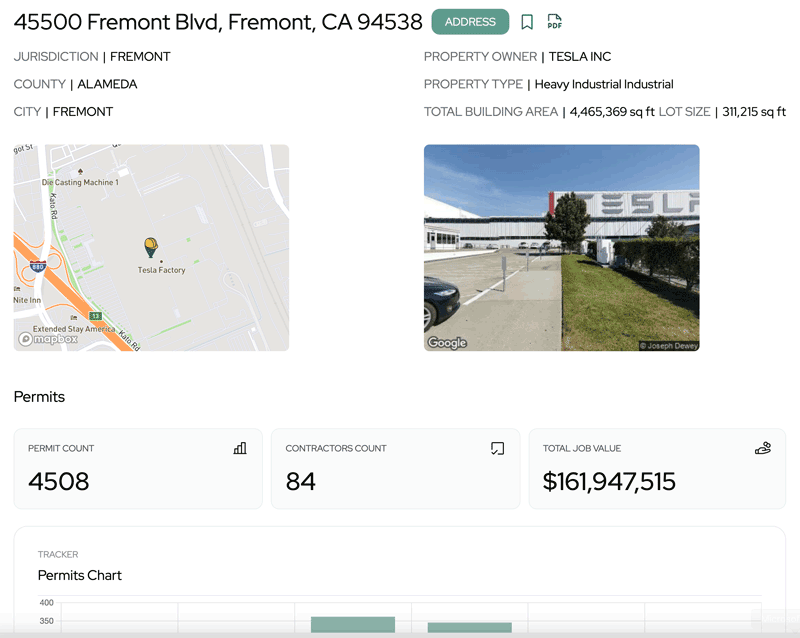 45500 Fremont Blvd, Fremont, CA 94538 ADDRESS PDF
JURISDICTION | FREMONT
PROPERTY OWNER | TESLA INC
COUNTY | ALAMEDA
PROPERTY TYPE | Heavy Industrial Industrial
CITY | FREMONT
TOTAL BUILDING AREA | 4,465,369 sq ft LOT SIZE | 311,215 sq ft
Die Casting Machine 1
Kato Rd
880
Tesla Factory
Nite Inn
13
Extended Stay America
Kato Rd
mapbox
TESLA
Google
© Joseph Dewey
Permits
PERMIT COUNT
4508
CONTRACTORS COUNT
84
TOTAL JOB VALUE
$161,947,515
TRACKER
Permits Chart
400
350